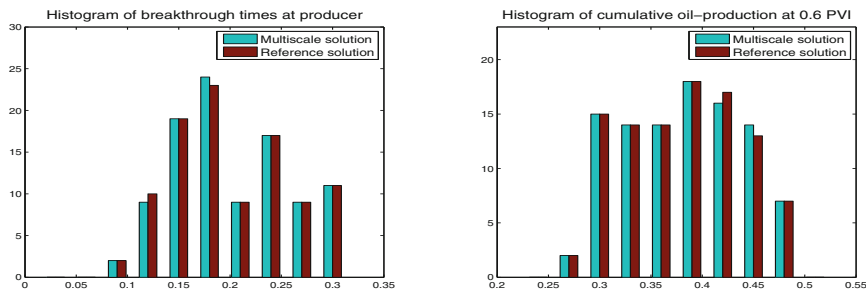 Histogram of breakthrough times at producer
30
25
20
15
10
5
0
0 0.05 0.1 0.15 0.2 0.25 0.3 0.35
Multiscale solution
Reference solution
Histogram of cumulative oil−production at 0.6 PVI
20
15
10
5
0
0.2 0.25 0.3 0.35 0.4 0.45 0.5 0.55
Multiscale solution
Reference solution